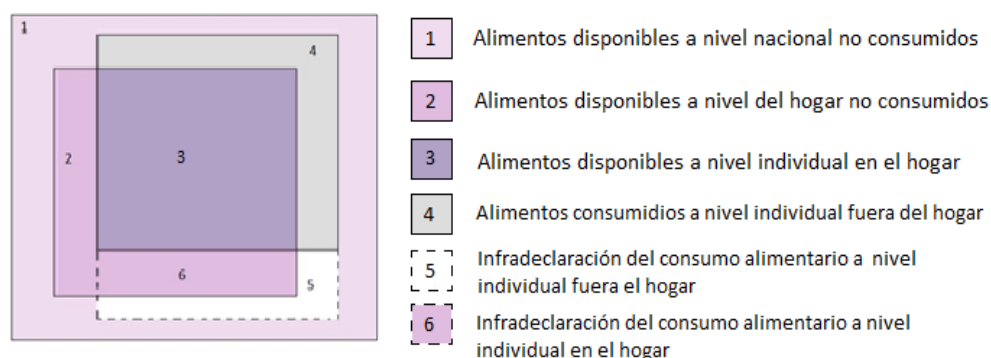 1
4
2
3
6
5
1 Alimentos disponibles a nivel nacional no consumidos
2 Alimentos disponibles a nivel del hogar no consumidos
3 Alimentos disponibles a nivel individual en el hogar
4 Alimentos consumidios a nivel individual fuera del hogar
5 Infradeclaración del consumo alimentario a nivel
individual fuera el hogar
6 Infradeclaración del consumo alimentario a nivel
individual en el hogar